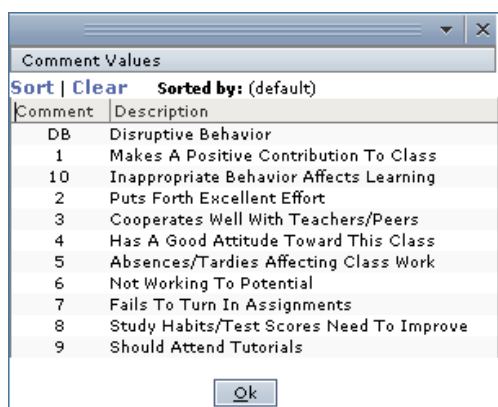 Comment Values
Sort | Clear Sorted by: (default)
Comment Description
DB Disruptive Behavior
1 Makes A Positive Contribution To Class
10 Inappropriate Behavior Affects Learning
2 Puts Forth Excellent Effort
3 Cooperates Well With Teachers/Peers
4 Has A Good Attitude Toward This Class
5 Absences/Tardies Affecting Class Work
6 Not Working To Potential
7 Fails To Turn In Assignments
8 Study Habits/Test Scores Need To Improve
9 Should Attend Tutorials
Ok